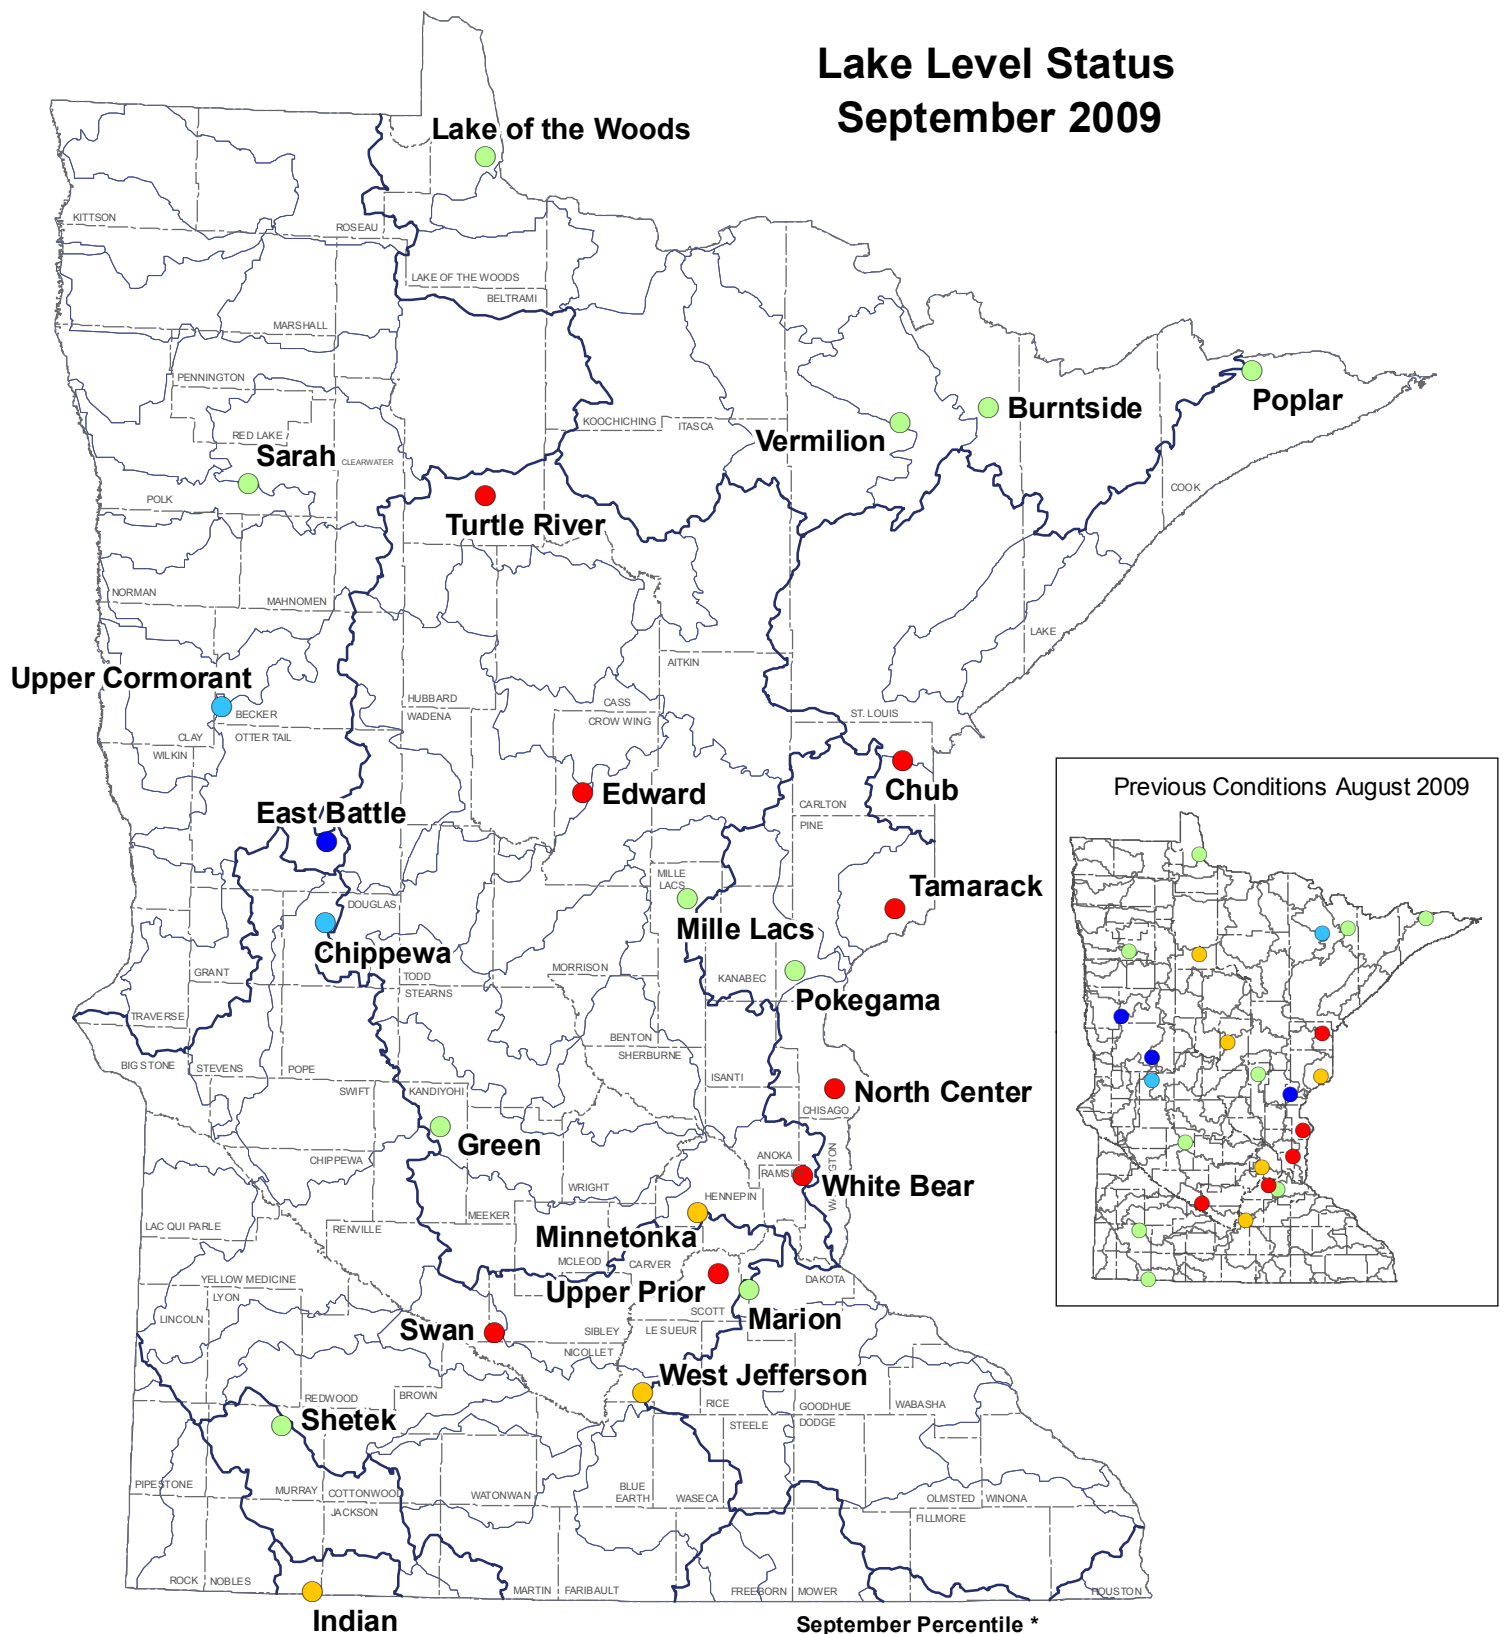 Lake Level Status
September 2009
Lake of the Woods
KITTSON
ROSEAU
LAKE OF THE WOODS
BELTRAMI
MARSHALL
PENNINGTON
Poplar
Burntside
KOOCHICHING
ITASCA
Vermilion
RED LAKE
Sarah
CLEARWATER
COOK
POLK
Turtle River
NORMAN
MAHNOMEN
LAKE
AITKIN
Upper Cormorant
HUBBARD
CASS
BECKER
WADENA
CROW WING
ST. LOUIS
CLAY
OTTER TAIL
WILKIN
Chub
Edward
CARLTON
East Battle
PINE
Previous Conditions August 2009
MILLE
LACS
Tamarack
DOUGLAS
Mille Lacs
Chippewa
GRANT
TODD
MORRISON
KANABEC
STEARNS
Pokegama
TRAVERSE
BENTON
SHERBURNE
BIG STONE
STEVENS
POPE
ISANTI
SWIFT
KANDIYOHI
North Center
CHISAGO
Green
CHIPPEWA
ANOKA
WRIGHT
White Bear
HENNEPIN
MEEKER
LAC QUI PARLE
RENVILLE
Minnetonka
MCLEOD
CARVER
YELLOW MEDICINE
DAKOTA
LYON
Upper Prior
SCOTT
Marion
LINCOLN
Swan
SIBLEY
LE SUEUR
NICOLLET
West Jefferson
REDWOOD
BROWN
RICE
GOODHUE
WABASHA
Shetek
STEELE
DODGE
PIPESTONE
MURRAY
COTTONWOOD
WATONWAN
BLUE
EARTH
WASECA
OLMSTED
WINONA
JACKSON
FILLMORE
ROCK
NOBLES
MARTIN
FARIBAULT
FREEBORN
MOWER
HOUSTON
Indian
September Percentile *